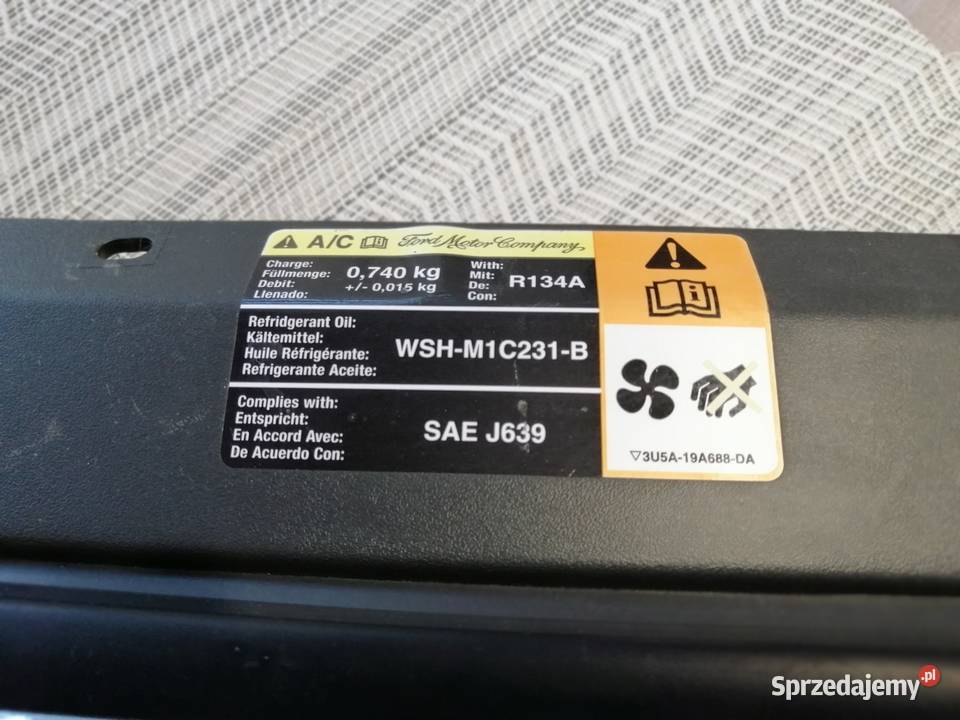 A/C Ford Motor Company
Charge:
Füllmenge:
Debit:
Llenado:
0,740 kg
+/- 0,015 kg
With:
Mit:
De:
Con:
R134A
Refridgerant Oil:
Kältemittel:
Huile Réfrigérante:
Refrigerante Aceite:
WSH-M1C231-B
Complies with:
Entspricht:
En Accord Avec:
De Acuerdo Con:
SAE J639
▽3U5A-19A688-DA
Sprzedajemy.pl